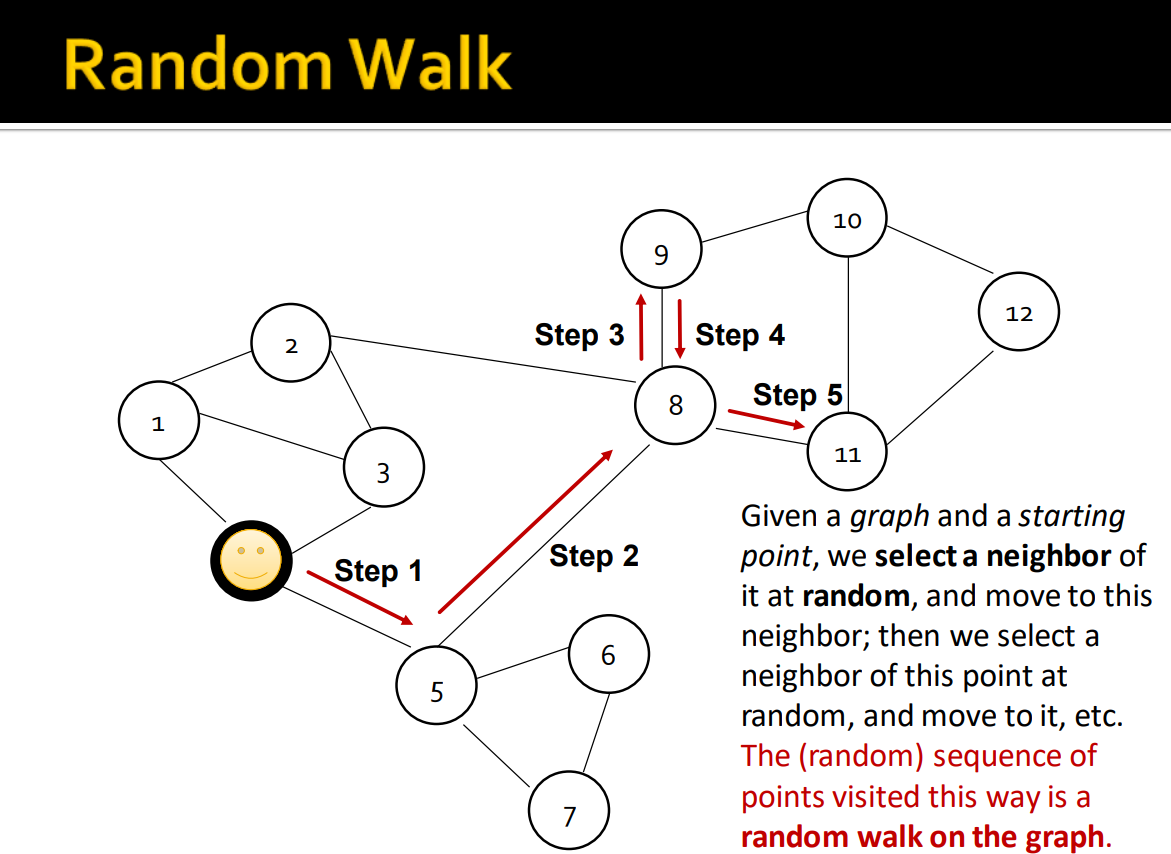 Random Walk
10
9
12
Step 3
Step 4
2
Step 5
8
1
11
3
Given a graph and a starting
point, we select a neighbor of
it at random, and move to this
neighbor; then we select a
neighbor of this point at
random, and move to it, etc.
The (random) sequence of
points visited this way is a
random walk on the graph.
Step 2
Step 1
6
5
7